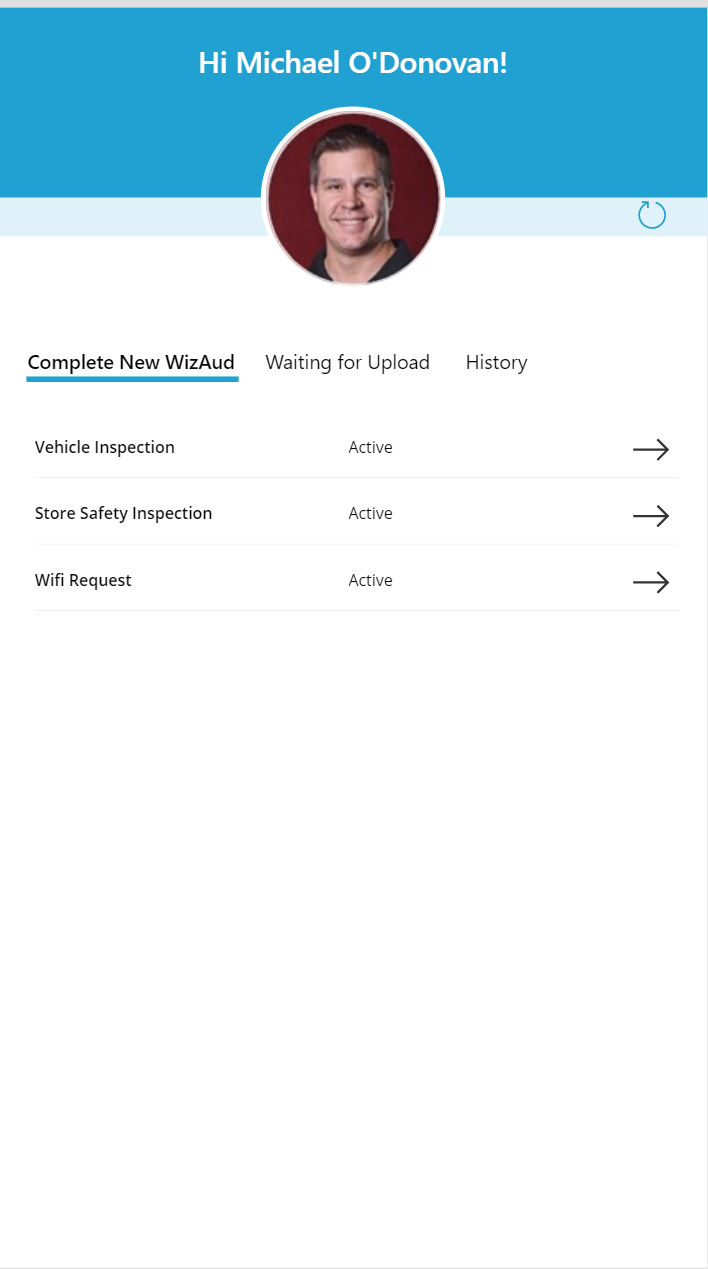 Hi Michael O'Donovan!
Complete New WizAud Waiting for Upload History
Vehicle Inspection Active
Store Safety Inspection Active
Wifi Request Active